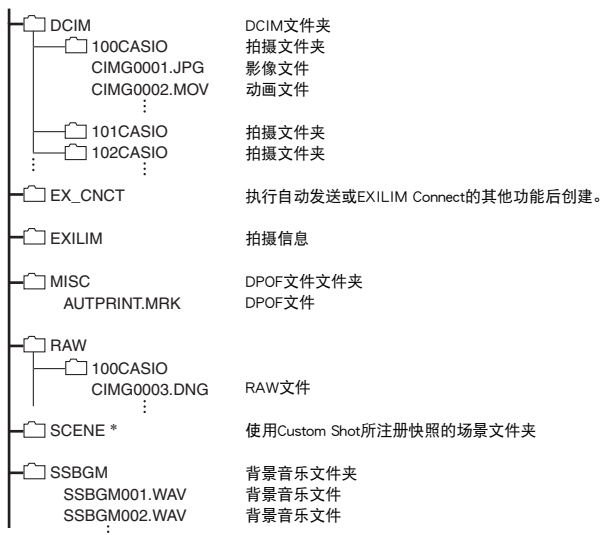 DCIM DCIM文件夹
100CASIO 拍摄文件夹
CIMG0001.JPG 影像文件
CIMG0002.MOV 动画文件
101CASIO 拍摄文件夹
102CASIO 拍摄文件夹
EX_CNCT 执行自动发送或EXILIM Connect的其他功能后创建。
EXILIM 拍摄信息
MISC DPOF文件文件夹
AUTPRINT.MRK DPOF文件
RAW
100CASIO
CIMG0003.DNG RAW文件
SCENE * 使用Custom Shot所注册快照的场景文件夹
SSBGM 背景音乐文件夹
SSBGM001.WAV 背景音乐文件
SSBGM002.WAV 背景音乐文件